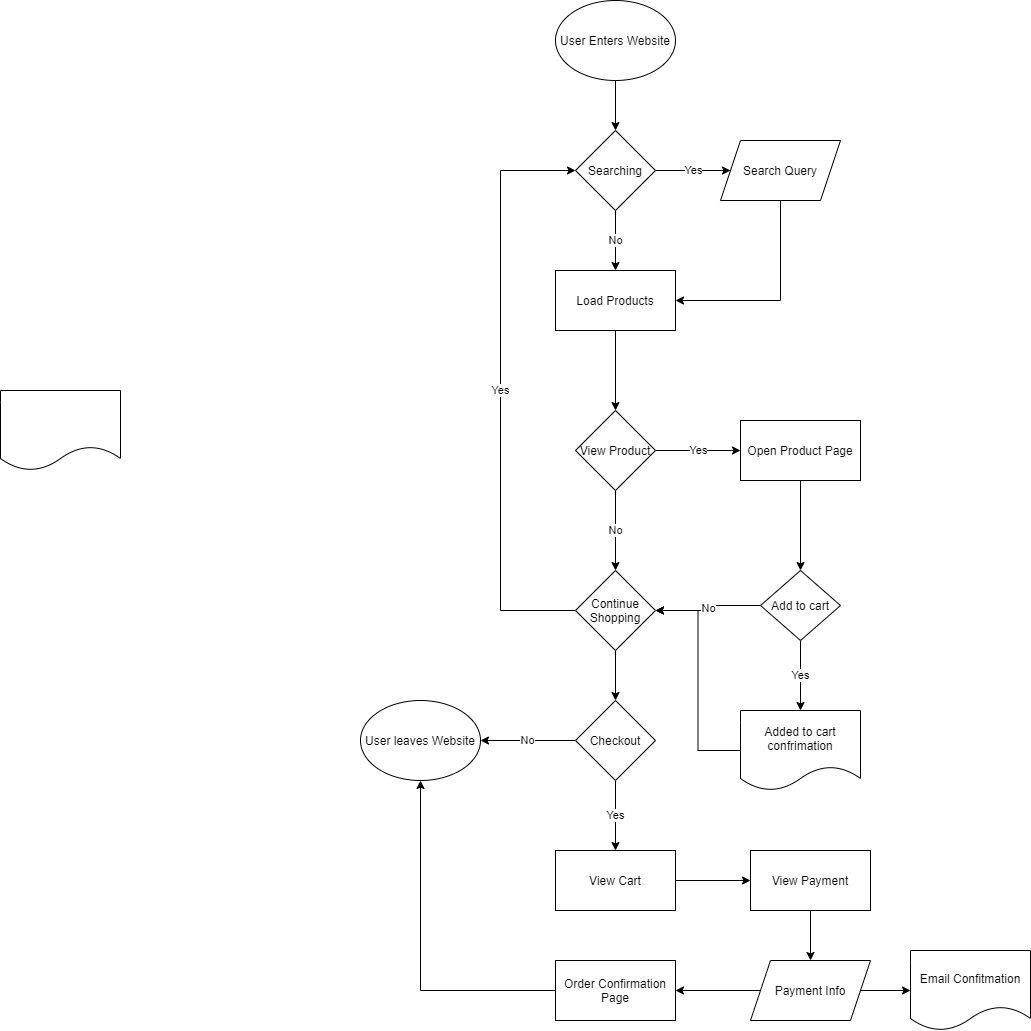 User Enters Website
Searching
Yes
Search Query
No
Load Products
Yes
View Product
Yes
Open Product Page
No
Continue
Shopping
No
Add to cart
Yes
User leaves Website
No
Checkout
Added to cart
confrimation
Yes
View Cart
View Payment
Order Confirmation
Page
Payment Info
Email Confitmation